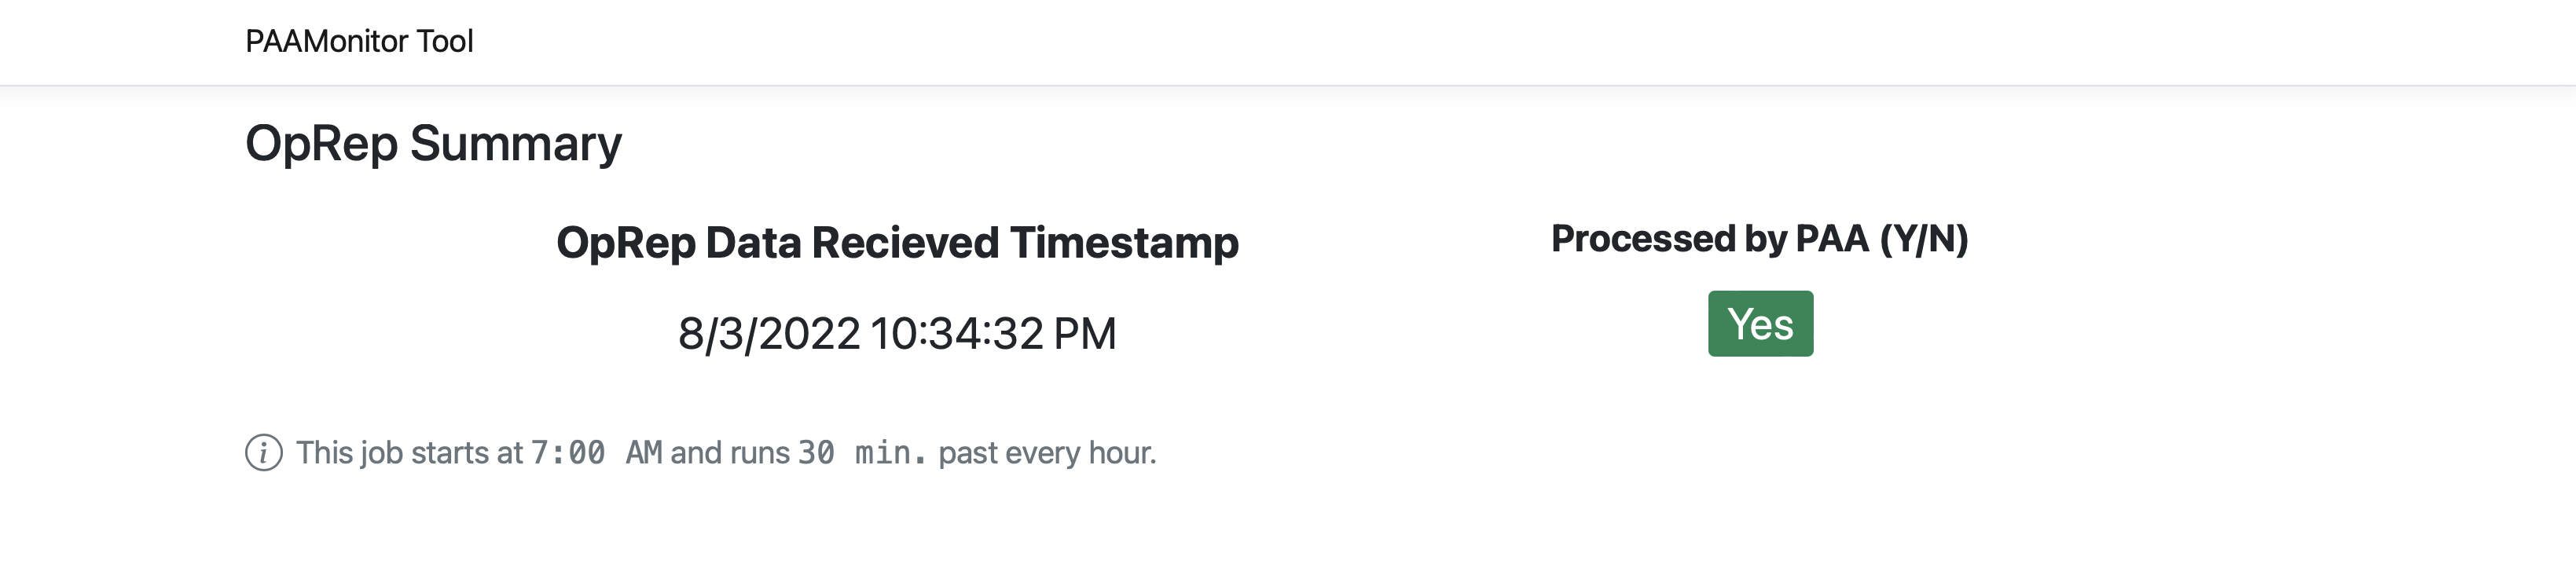 PAAMonitor Tool
OpRep Summary
OpRep Data Recieved Timestamp
Processed by PAA (Y/N)
8/3/2022 10:34:32 PM
Yes
This job starts at 7:00 AM and runs 30 min. past every hour.